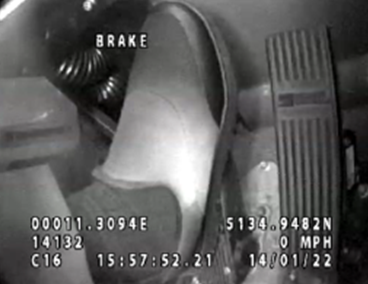 BRAKE
00011.3094E 5134.9482N
14132 0 MPH
C16 15:57:52.21 14/01/22